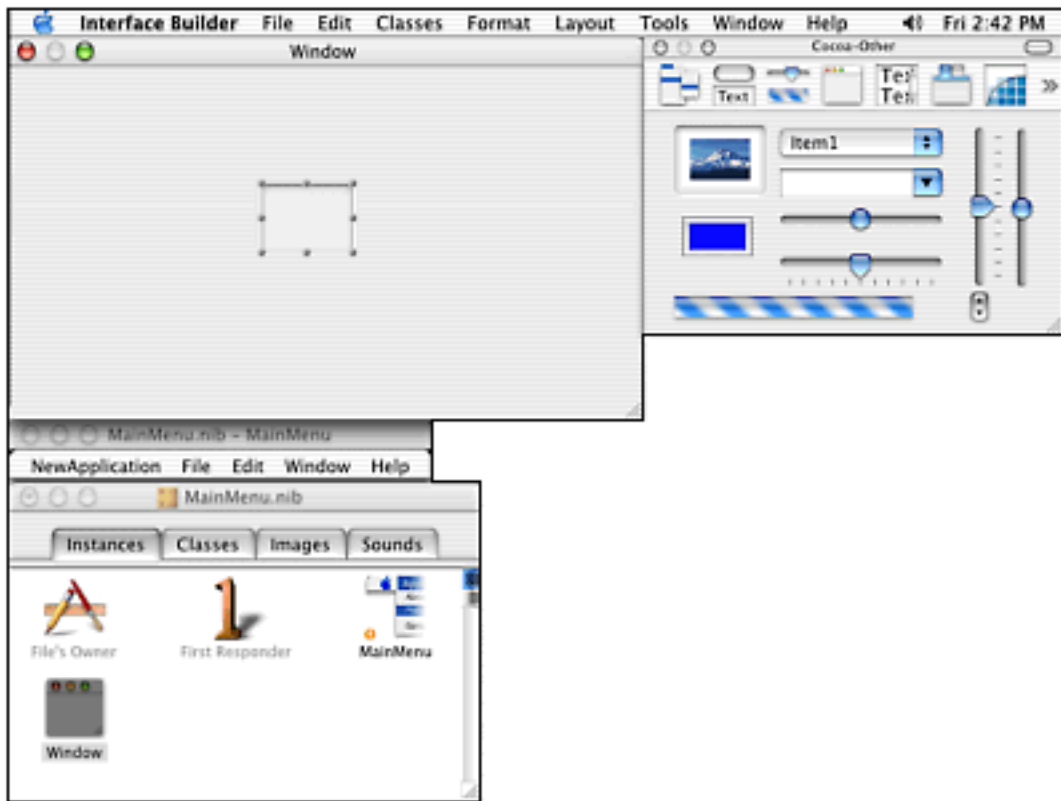 Interface Builder File Edit Classes Format Layout Tools Window Help Fri 2:42 PM
Window
Cocoa-Other
Text
Item1
MainMenu.nib - MainMenu
NewApplication File Edit Window Help
MainMenu.nib
Instances Classes Images Sounds
File's Owner First Responder MainMenu
Window